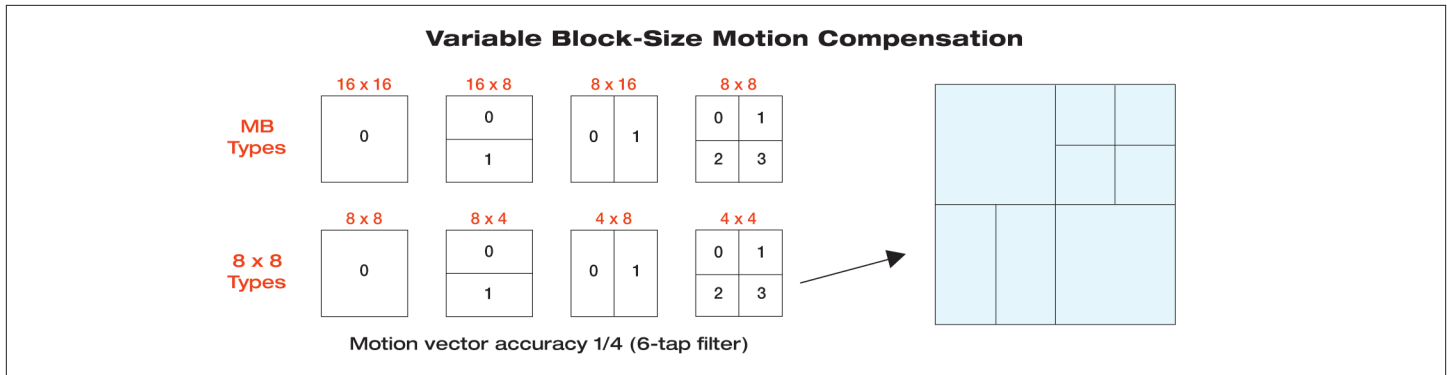 Variable Block-Size Motion Compensation
16 x 16 16 x 8 8 x 16 8 x 8
MB
Types
0
0
1
0 1
0 1
2 3
8 x 8 8 x 4 4 x 8 4 x 4
8 x 8
Types
0
0
1
0 1
0 1
2 3
Motion vector accuracy 1/4 (6-tap filter)